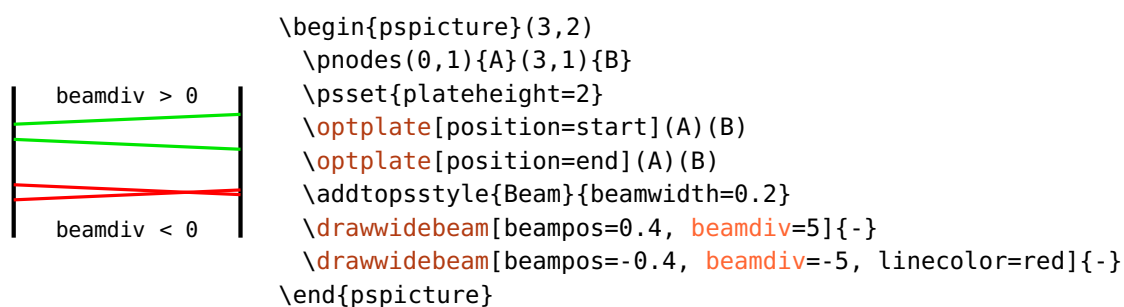 beamdiv > 0
beamdiv < 0
\begin{pspicture}(3,2)
  \pnodes(0,1){A}(3,1){B}
  \psset{plateheight=2}
  \optplate[position=start](A)(B)
  \optplate[position=end](A)(B)
  \addtopsstyle{Beam}{beamwidth=0.2}
  \drawwidebeam[beampos=0.4, beamdiv=5]{-}
  \drawwidebeam[beampos=-0.4, beamdiv=-5, linecolor=red]{-}
\end{pspicture}